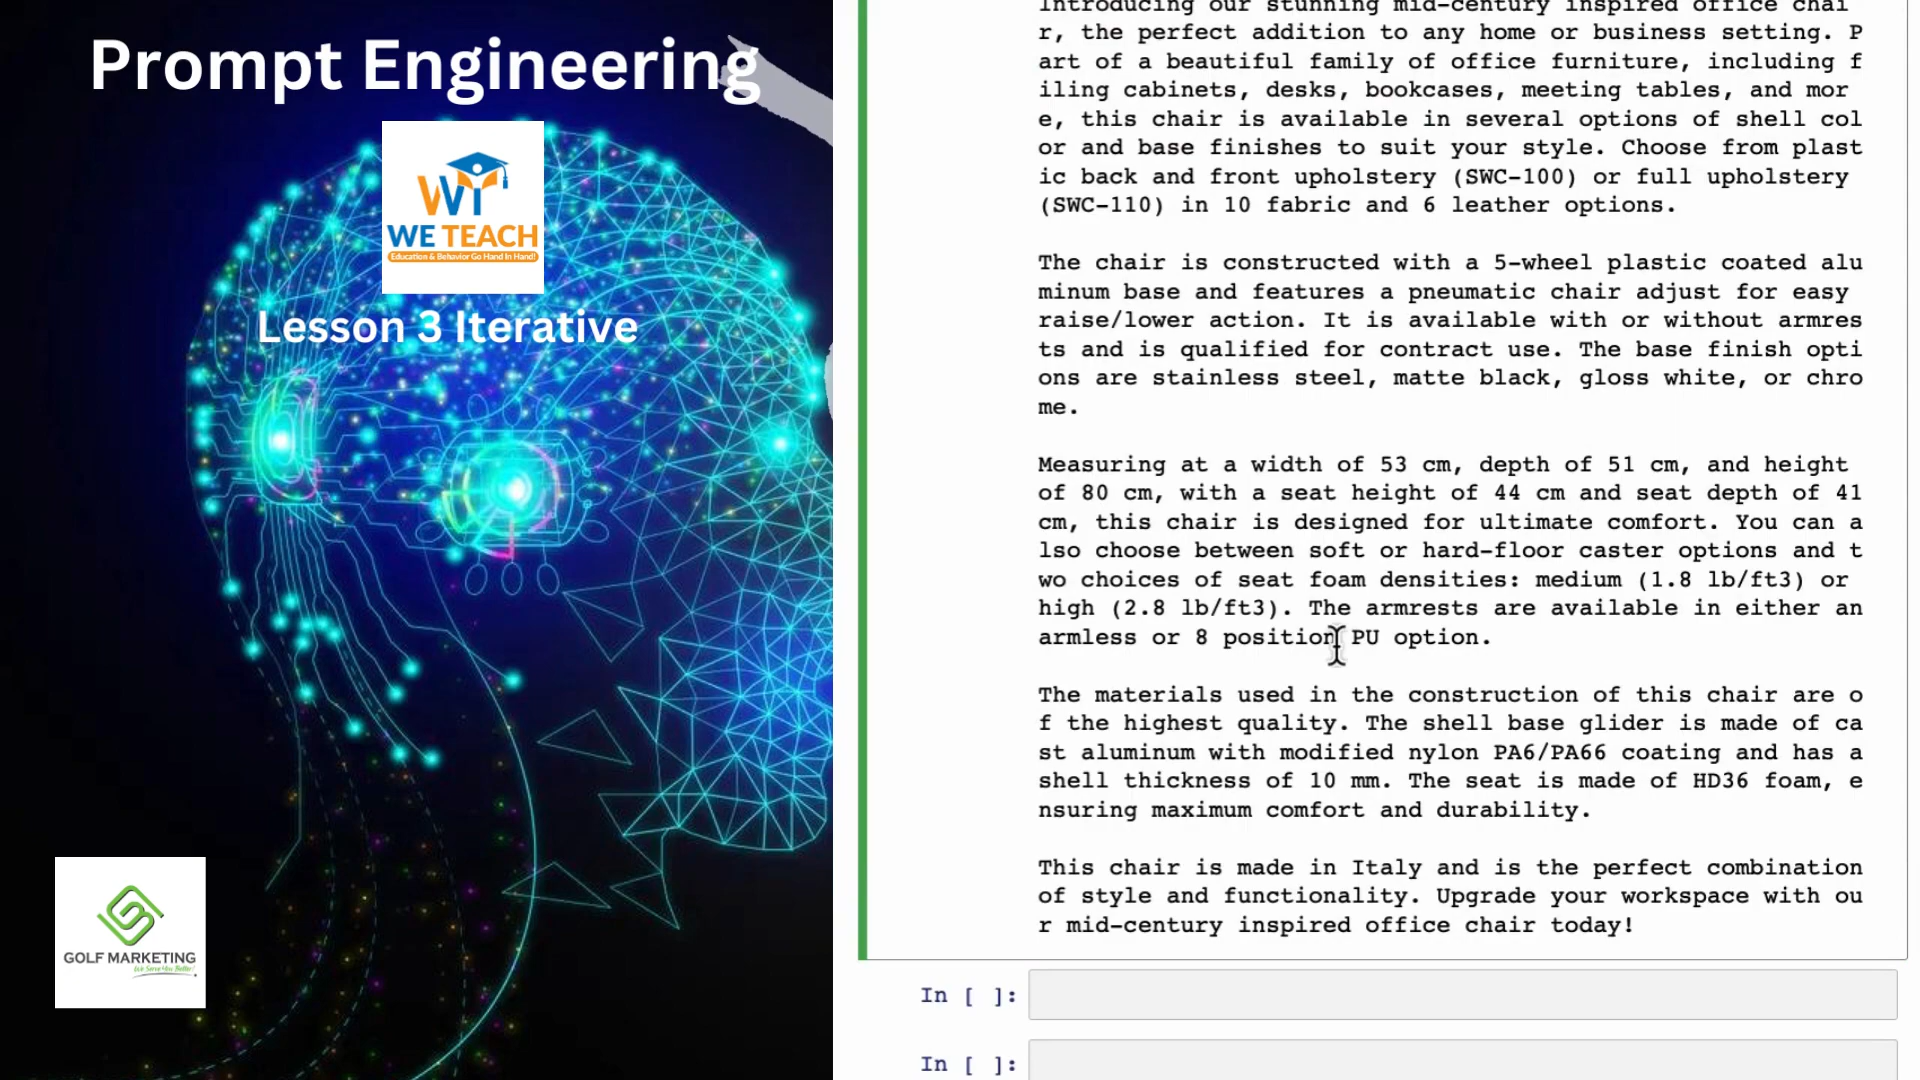 Prompt Engineering
WT
WE TEACH
Education & Behavior Go Hand In Hand!
Lesson 3 Iterative
GOLF MARKETING
We Serve You Better!
Introducing our stunning mid-century inspired office chai
r, the perfect addition to any home or business setting. P
art of a beautiful family of office furniture, including f
iling cabinets, desks, bookcases, meeting tables, and mor
e, this chair is available in several options of shell col
or and base finishes to suit your style. Choose from plast
ic back and front upholstery (SWC-100) or full upholstery
(SWC-110) in 10 fabric and 6 leather options.
The chair is constructed with a 5-wheel plastic coated alu
minum base and features a pneumatic chair adjust for easy
raise/lower action. It is available with or without armres
ts and is qualified for contract use. The base finish opti
ons are stainless steel, matte black, gloss white, or chro
me.
Measuring at a width of 53 cm, depth of 51 cm, and height
of 80 cm, with a seat height of 44 cm and seat depth of 41
cm, this chair is designed for ultimate comfort. You can a
lso choose between soft or hard-floor caster options and t
wo choices of seat foam densities: medium (1.8 lb/ft3) or
high (2.8 lb/ft3). The armrests are available in either an
armless or 8 position PU option.
The materials used in the construction of this chair are o
f the highest quality. The shell base glider is made of ca
st aluminum with modified nylon PA6/PA66 coating and has a
shell thickness of 10 mm. The seat is made of HD36 foam, e
nsuring maximum comfort and durability.
This chair is made in Italy and is the perfect combination
of style and functionality. Upgrade your workspace with ou
r mid-century inspired office chair today!
In [ ]:
In [ ]: